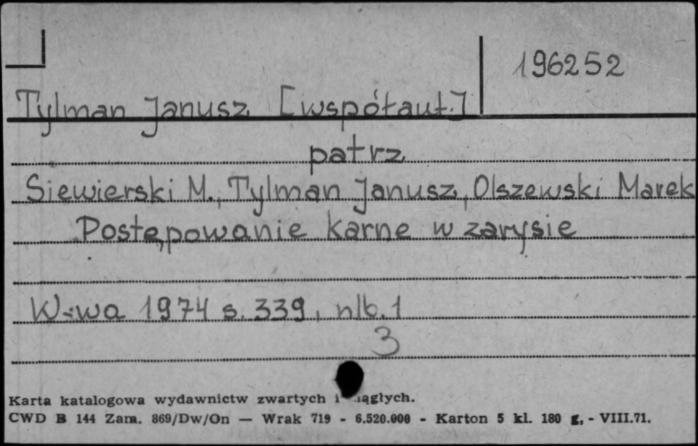 196252
Tylman Janusz [współaut.]
patrz
Siewierski M., Tylman Janusz, Olszewski Marek
Postępowanie karne w zarysie
W-wa 1974 s. 339, nlb. 1
3
Karta katalogowa wydawnictw zwartych i
CWD B 144 Zam. 869/Dw/On — Wrak 719 - 6.520.000 - Karton 5 kl. 180 g, - VIII.71.